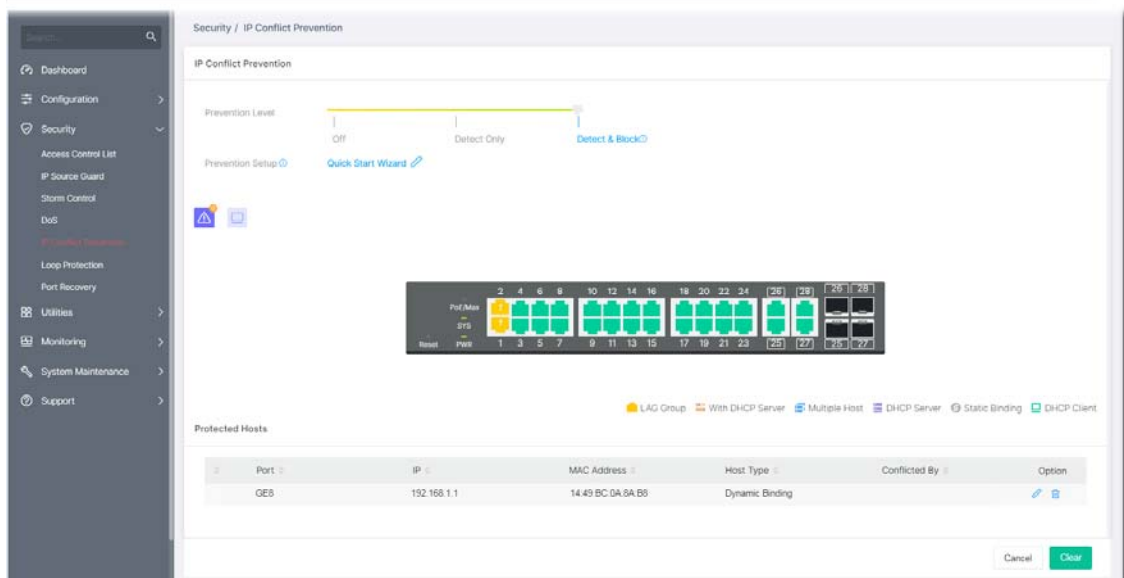 Security / IP Conflict Prevention
Search...
Dashboard
Configuration
Security
Access Control List
IP Source Guard
Storm Control
DoS
IP Conflict Prevention
Loop Protection
Port Recovery
Utilities
Monitoring
System Maintenance
Support
IP Conflict Prevention
Prevention Level
Off
Detect Only
Detect & Block
Prevention Setup
Quick Start Wizard
2 4 6 8 10 12 14 16 18 20 22 24 26 28 26 28
PoE/Max
SYS
Reset PWR 1 3 5 7 9 11 13 15 17 19 21 23 25 27 25 27
LAG Group With DHCP Server Multiple Host DHCP Server Static Binding DHCP Client
Protected Hosts
Port IP MAC Address Host Type Conflicted By Option
GE8 192.168.1.1 14:49:BC:0A:8A:B8 Dynamic Binding
Cancel Clear